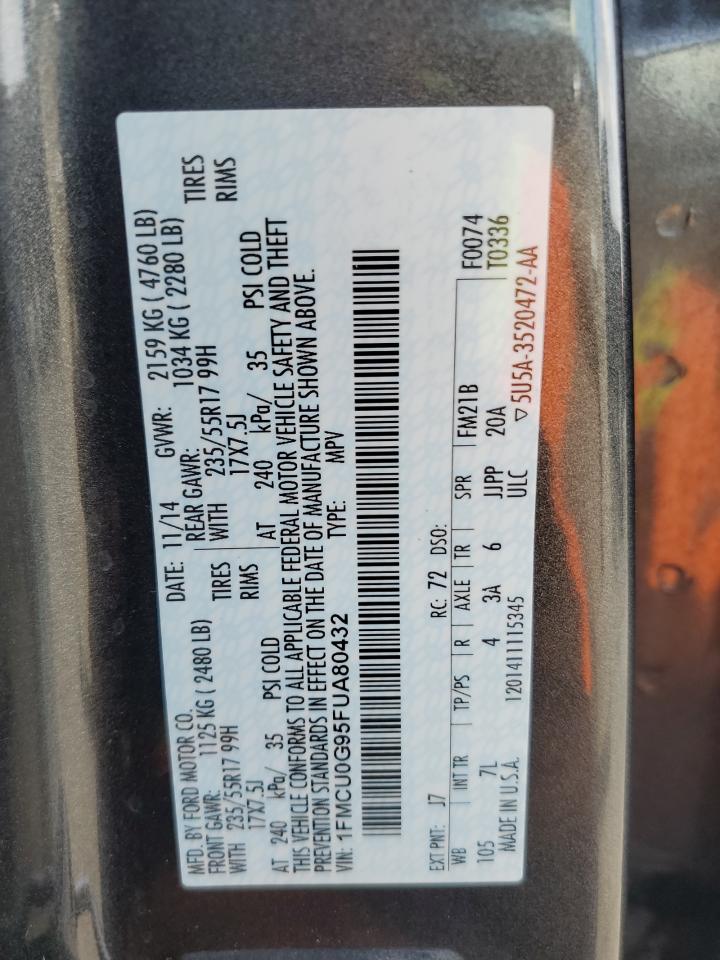 MFD. BY FORD MOTOR CO.
DATE: 11/14 GVWR: 2159 KG ( 4760 LB)
FRONT GAWR: 1125 KG ( 2480 LB) REAR GAWR: 1034 KG ( 2280 LB)
WITH 235/55R17 99H TIRES WITH 235/55R17 99H TIRES
17X7.5J RIMS 17X7.5J RIMS
AT 240 kPa/ 35 PSI COLD AT 240 kPa/ 35 PSI COLD
THIS VEHICLE CONFORMS TO ALL APPLICABLE FEDERAL MOTOR VEHICLE SAFETY AND THEFT
PREVENTION STANDARDS IN EFFECT ON THE DATE OF MANUFACTURE SHOWN ABOVE.
VIN: 1FMCU0G95FUA80432 TYPE: MPV
EXT PNT: J7 RC: 72 DSO: F0074
WB INT TR TP/PS R AXLE TR SPR FM21B T0336
105 7L 4 3A 6 JJPP 20A
MADE IN U.S.A. 1201411115345 ULC ▽5U5A-3520472-AA